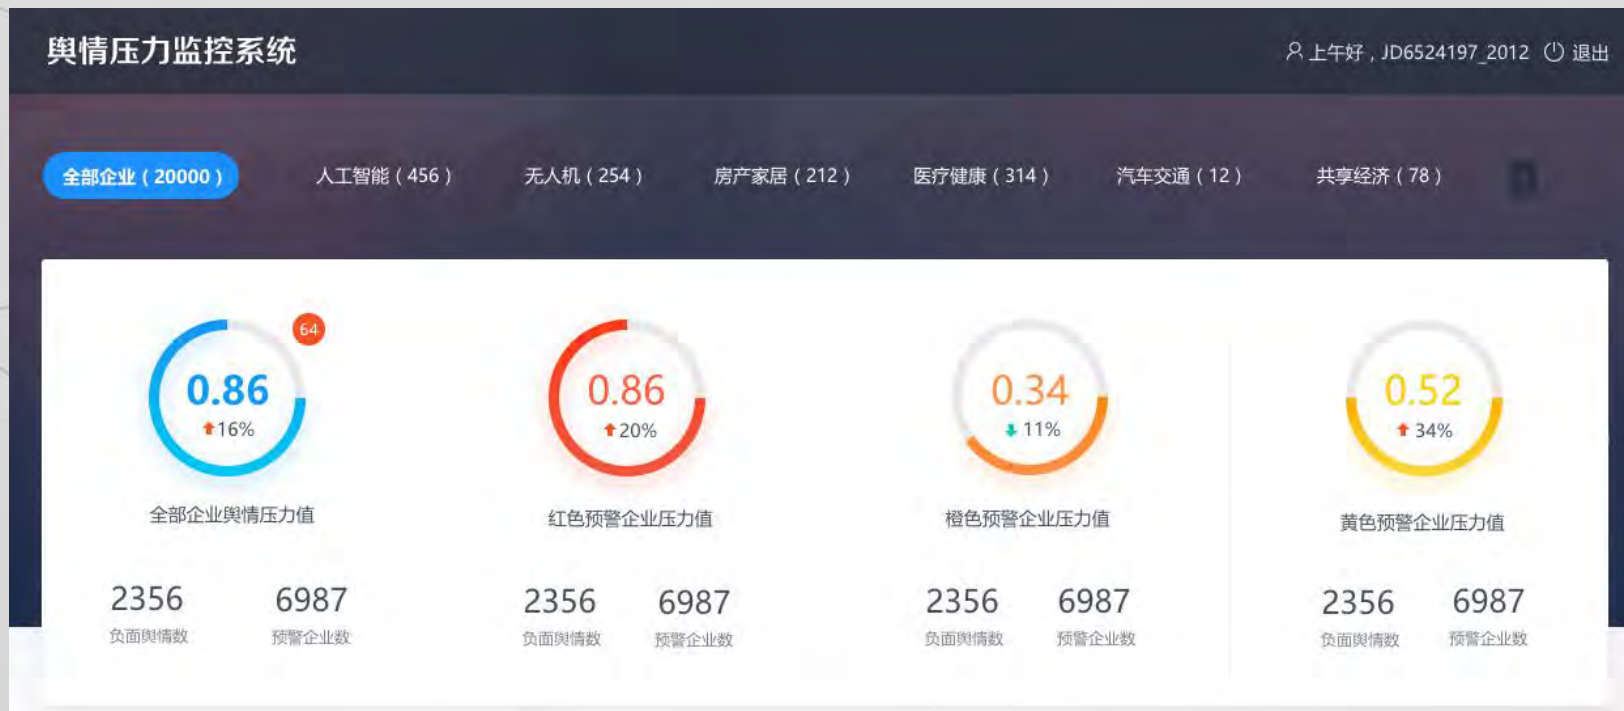 舆情压力监控系统
上午好，JD6524197_2012 退出
全部企业（20000） 人工智能（456） 无人机（254） 房产家居（212） 医疗健康（314） 汽车交通（12） 共享经济（78）
64
0.86 0.86 0.34 0.52
16% 20% 11% 34%
全部企业舆情压力值 红色预警企业压力值 橙色预警企业压力值 黄色预警企业压力值
2356 6987 2356 6987 2356 6987 2356 6987
负面舆情数 预警企业数 负面舆情数 预警企业数 负面舆情数 预警企业数 负面舆情数 预警企业数